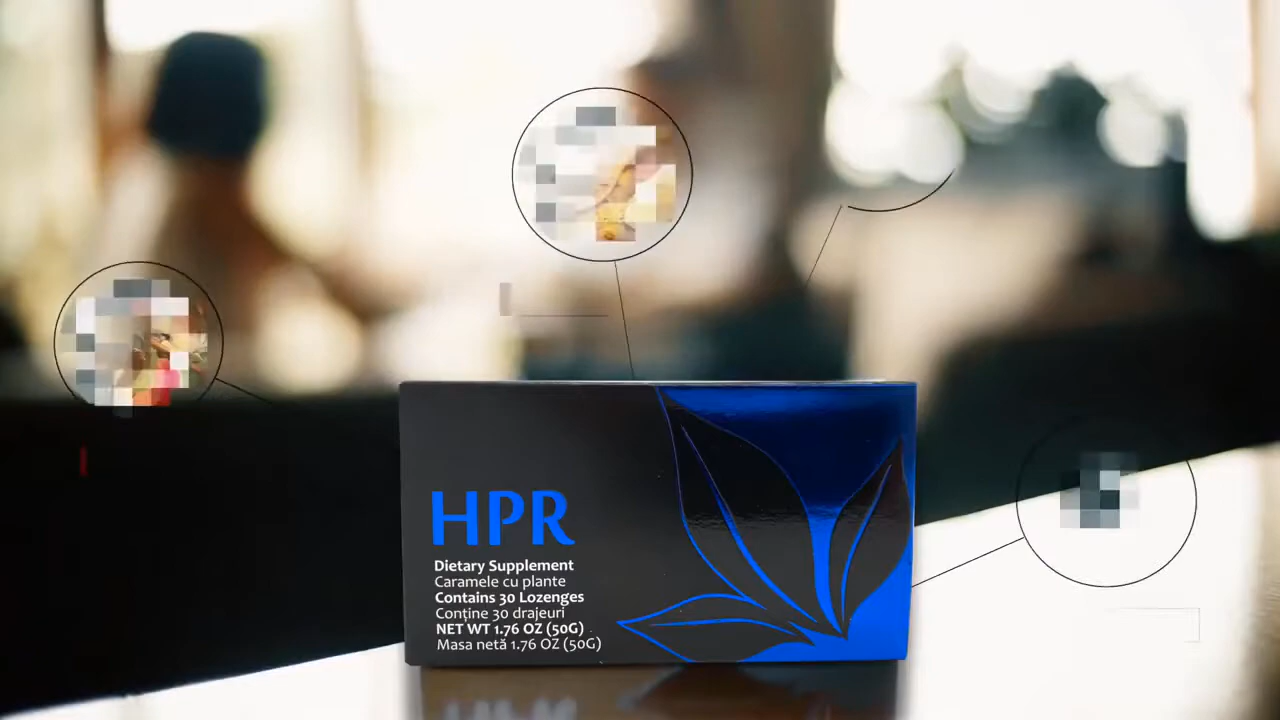 HPR
Dietary Supplement
Caramele cu plante
Contains 30 Lozenges
Conține 30 drajeuri
NET WT 1.76 OZ (50G)
Masa netă 1.76 OZ (50G)